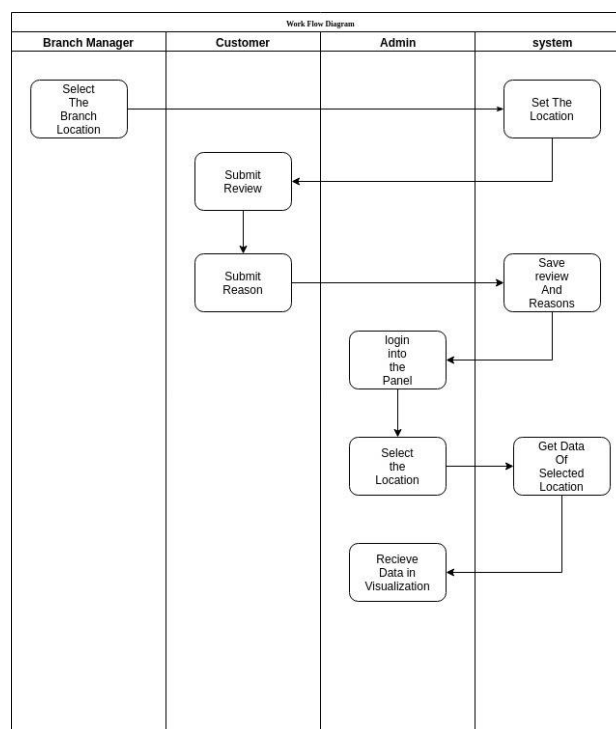 Work Flow Diagram
Branch Manager
Customer
Admin
system
Select
The
Branch
Location
Set The
Location
Submit
Review
Submit
Reason
Save
review
And
Reasons
login
into
the
Panel
Select
the
Location
Get Data
Of
Selected
Location
Recieve
Data in
Visualization